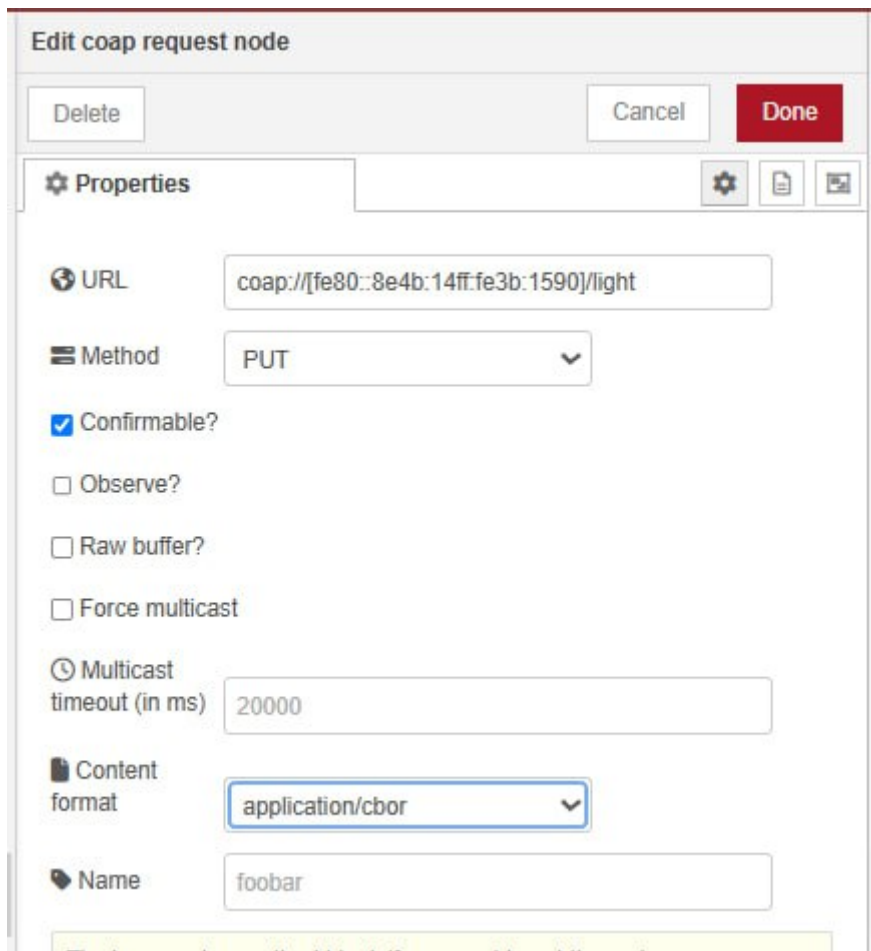 Edit coap request node
Delete
Cancel
Done
Properties
URL
coap://[fe80::8e4b:14ff:fe3b:1590]/light
Method
PUT
Confirmable?
Observe?
Raw buffer?
Force multicast
Multicast
timeout (in ms)
20000
Content
format
application/cbor
Name
foobar